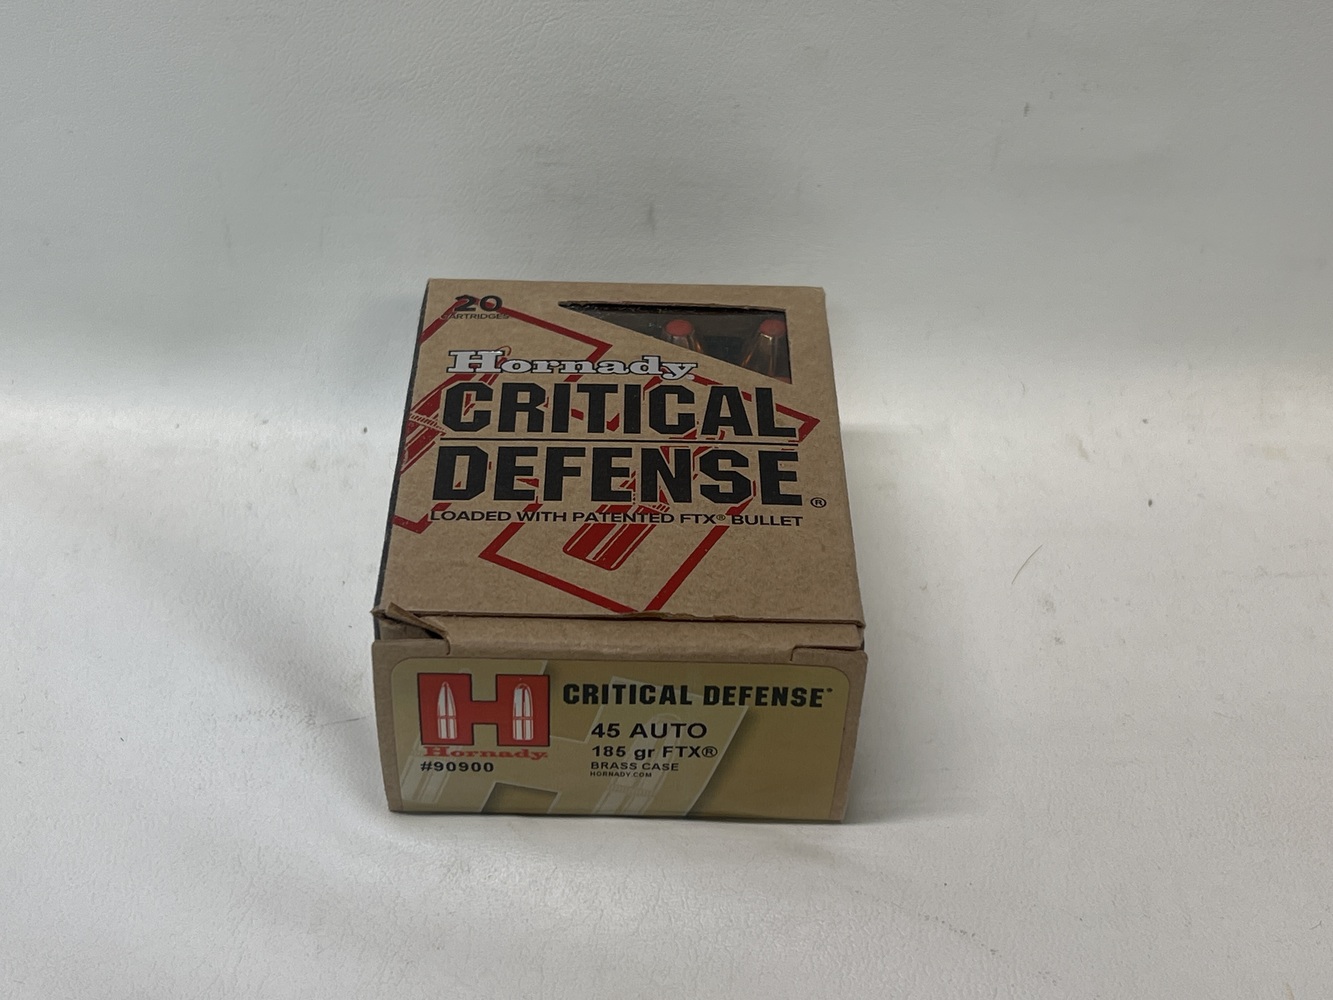 20
CARTRIDGES
Hornady
CRITICAL
DEFENSE®
LOADED WITH PATENTED FTX® BULLET
H
Hornady
#90900
CRITICAL DEFENSE™
45 AUTO
185 gr FTX®
BRASS CASE
HORNADY.COM